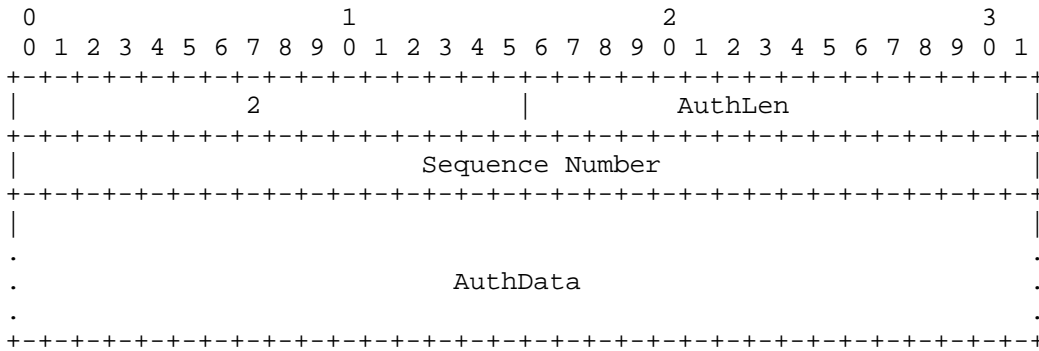 0                   1                   2                   3
 0 1 2 3 4 5 6 7 8 9 0 1 2 3 4 5 6 7 8 9 0 1 2 3 4 5 6 7 8 9 0 1
+-+-+-+-+-+-+-+-+-+-+-+-+-+-+-+-+-+-+-+-+-+-+-+-+-+-+-+-+-+-+-+-+
|              2                |         AuthLen               |
+-+-+-+-+-+-+-+-+-+-+-+-+-+-+-+-+-+-+-+-+-+-+-+-+-+-+-+-+-+-+-+-+
|                         Sequence Number                       |
+-+-+-+-+-+-+-+-+-+-+-+-+-+-+-+-+-+-+-+-+-+-+-+-+-+-+-+-+-+-+-+-+
|                                                               |
.                                                               .
.                           AuthData                            .
.                                                               .
+-+-+-+-+-+-+-+-+-+-+-+-+-+-+-+-+-+-+-+-+-+-+-+-+-+-+-+-+-+-+-+-+